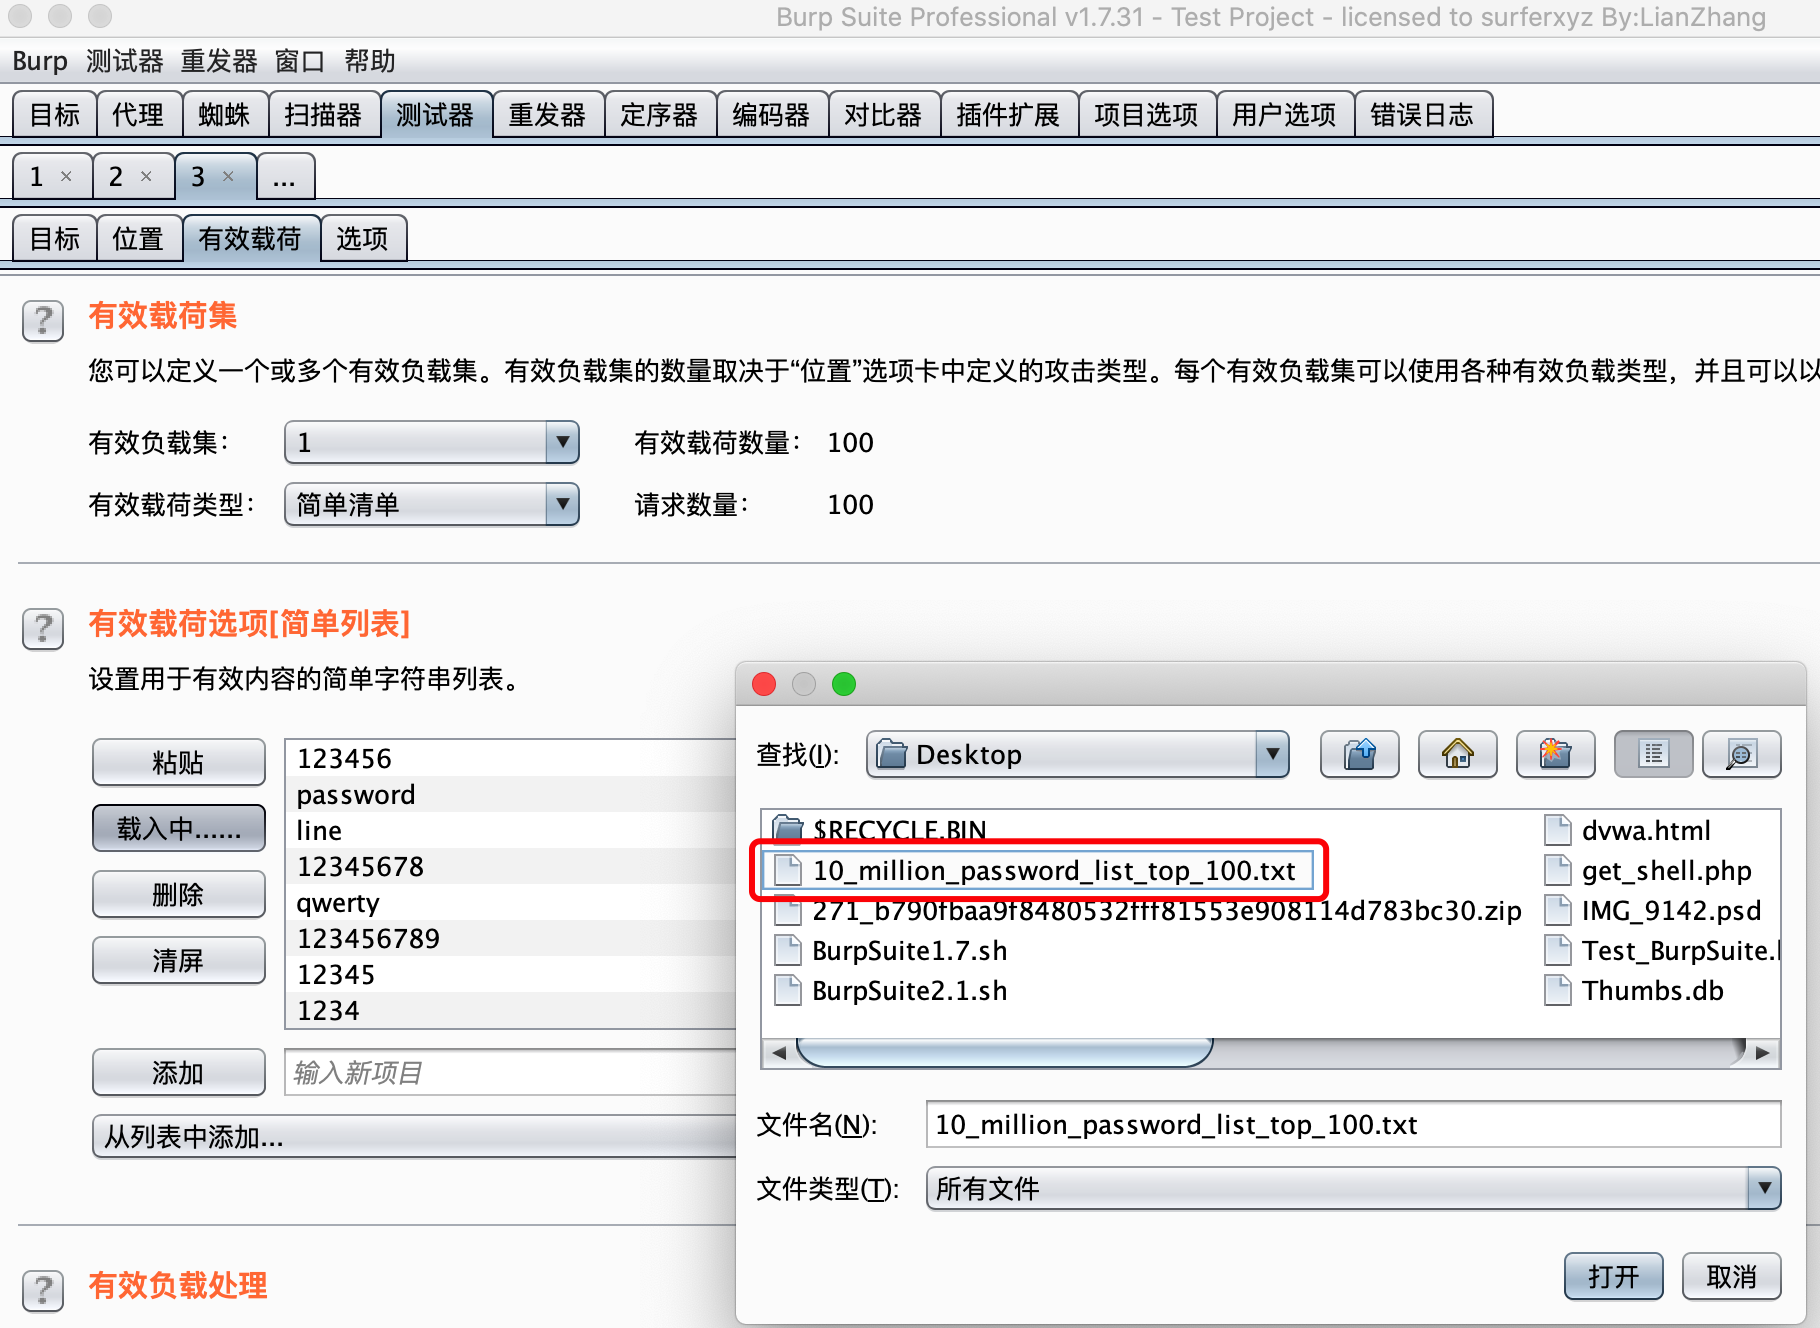 Burp Suite Professional v1.7.31 - Test Project - licensed to surferxyz By:LianZhang
Burp 测试器 重发器 窗口 帮助
目标 代理 蜘蛛 扫描器 测试器 重发器 定序器 编码器 对比器 插件扩展 项目选项 用户选项 错误日志
1 × 2 × 3 × ...
目标 位置 有效载荷 选项
? 有效载荷集
您可以定义一个或多个有效负载集。有效负载集的数量取决于“位置”选项卡中定义的攻击类型。每个有效负载集可以使用各种有效负载类型，并且可以以
有效负载集： 1 有效载荷数量： 100
有效载荷类型： 简单清单 请求数量： 100
? 有效载荷选项[简单列表]
设置用于有效内容的简单字符串列表。
粘贴
载入中......
删除
清屏
123456
password
line
12345678
qwerty
123456789
12345
1234
添加 输入新项目
从列表中添加...
? 有效负载处理
查找(I): Desktop
$RECYCLE.BIN
10_million_password_list_top_100.txt
271_b790fbaa9f8480532fff81553e908114d783bc30.zip
BurpSuite1.7.sh
BurpSuite2.1.sh
dvwa.html
get_shell.php
IMG_9142.psd
Test_BurpSuite.
Thumbs.db
文件名(N): 10_million_password_list_top_100.txt
文件类型(T): 所有文件
打开 取消